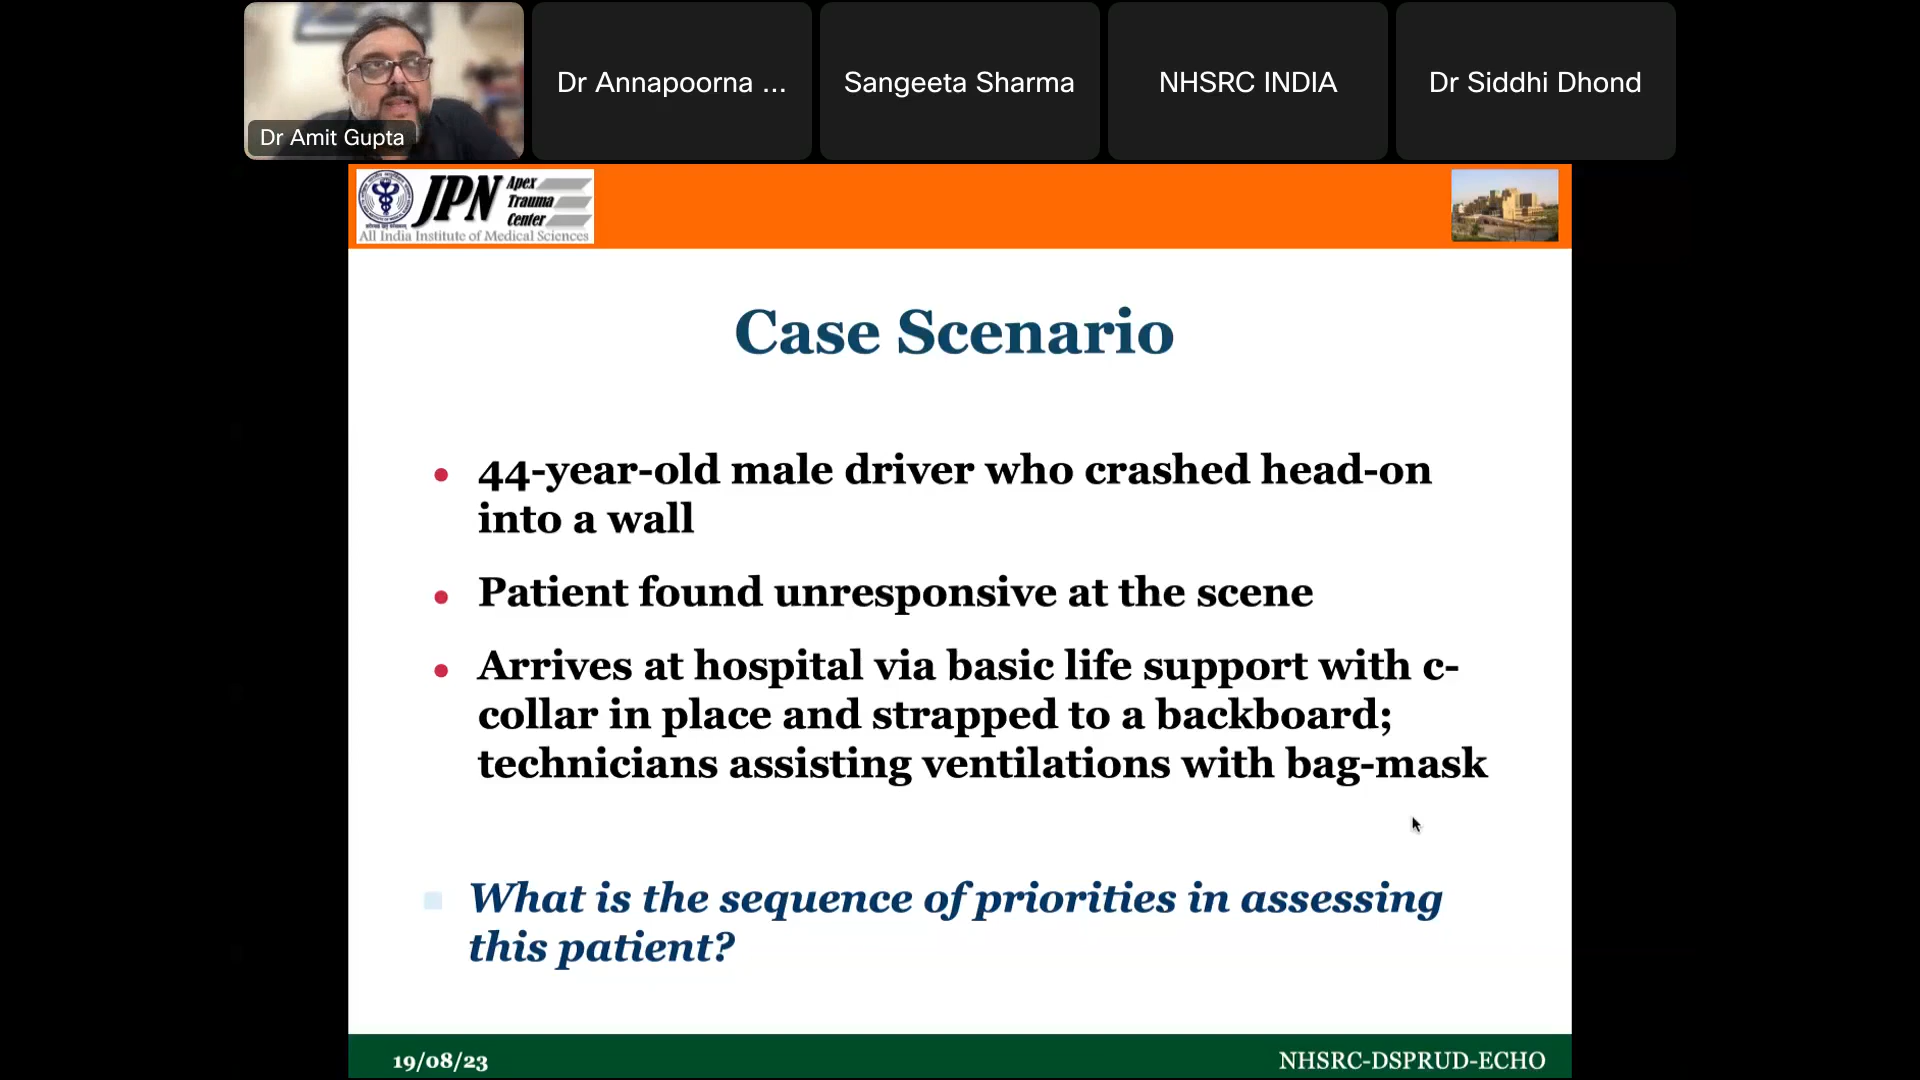 Dr Amit Gupta
Dr Annapoorna ...
Sangeeta Sharma
NHSRC INDIA
Dr Siddhi Dhond
JPN Apex
Trauma
Center
All India Institute of Medical Sciences
Case Scenario
44-year-old male driver who crashed head-on
into a wall
Patient found unresponsive at the scene
Arrives at hospital via basic life support with c-
collar in place and strapped to a backboard;
technicians assisting ventilations with bag-mask
What is the sequence of priorities in assessing
this patient?
19/08/23
NHSRC-DSPRUD-ECHO